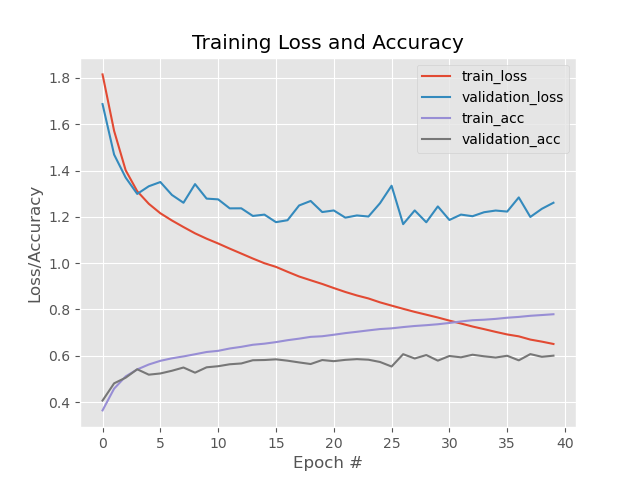 Training Loss and Accuracy
train_loss
validation_loss
train_acc
validation_acc
Loss/Accuracy
1.8
1.6
1.4
1.2
1.0
0.8
0.6
0.4
0 5 10 15 20 25 30 35 40
Epoch #